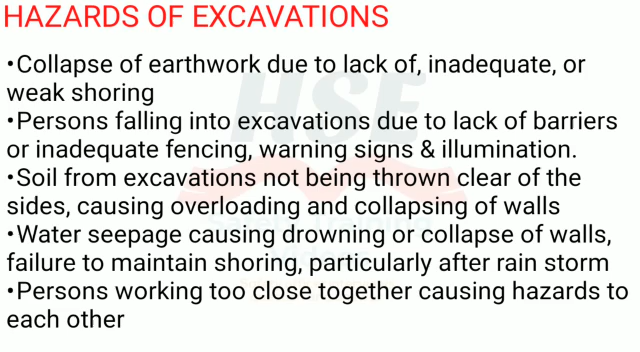 HAZARDS OF EXCAVATIONS
•Collapse of earthwork due to lack of, inadequate, or
weak shoring
•Persons falling into excavations due to lack of barriers
or inadequate fencing, warning signs & illumination.
•Soil from excavations not being thrown clear of the
sides, causing overloading and collapsing of walls
•Water seepage causing drowning or collapse of walls,
failure to maintain shoring, particularly after rain storm
•Persons working too close together causing hazards to
each other
HSE